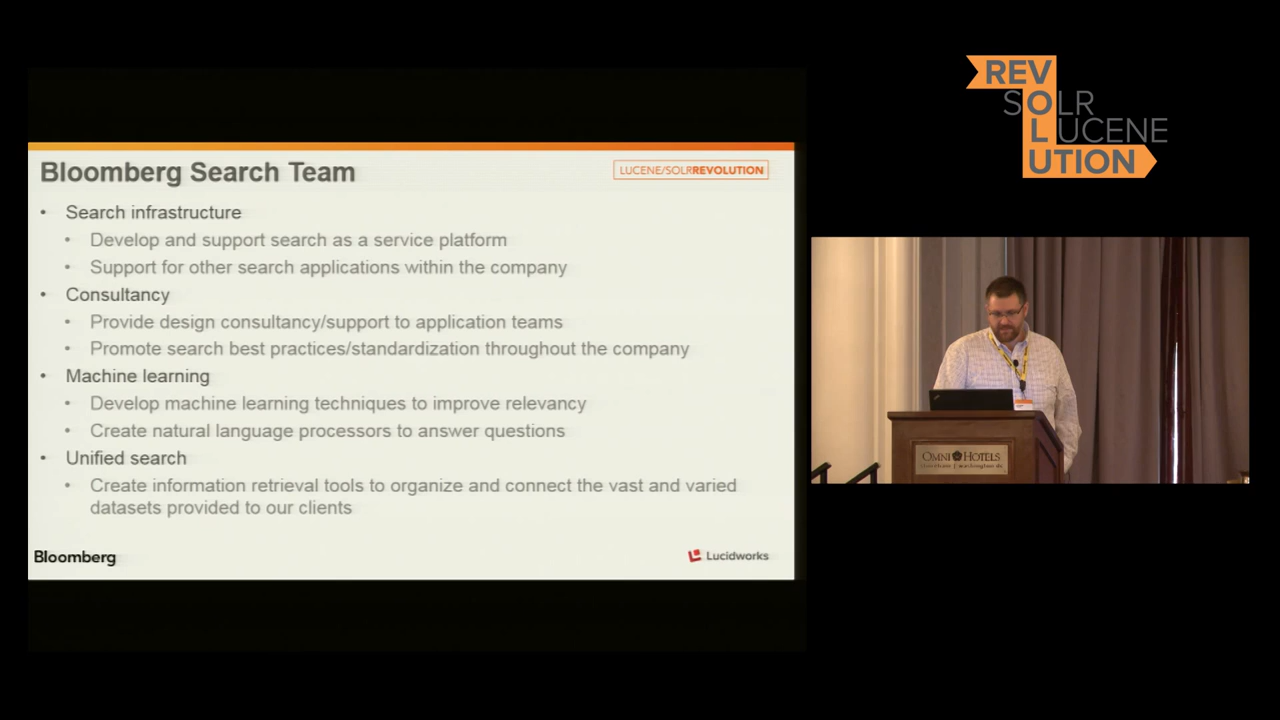 Bloomberg Search Team
LUCENE/SOLRREVOLUTION
• Search infrastructure
• Develop and support search as a service platform
• Support for other search applications within the company
• Consultancy
• Provide design consultancy/support to application teams
• Promote search best practices/standardization throughout the company
• Machine learning
• Develop machine learning techniques to improve relevancy
• Create natural language processors to answer questions
• Unified search
• Create information retrieval tools to organize and connect the vast and varied
datasets provided to our clients
Bloomberg
Lucidworks
REV
SOLR
LUCENE
UTION
OMNI HOTELS